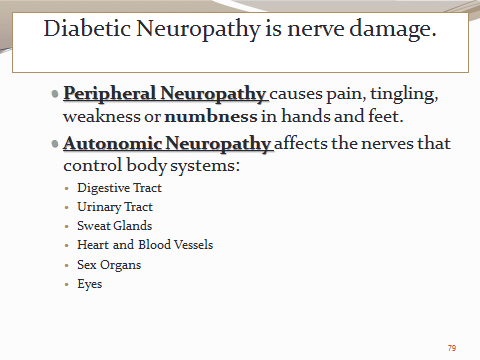 Diabetic Neuropathy is nerve damage.
Peripheral Neuropathy causes pain, tingling,
weakness or numbness in hands and feet.
Autonomic Neuropathy affects the nerves that
control body systems:
Digestive Tract
Urinary Tract
Sweat Glands
Heart and Blood Vessels
Sex Organs
Eyes
79